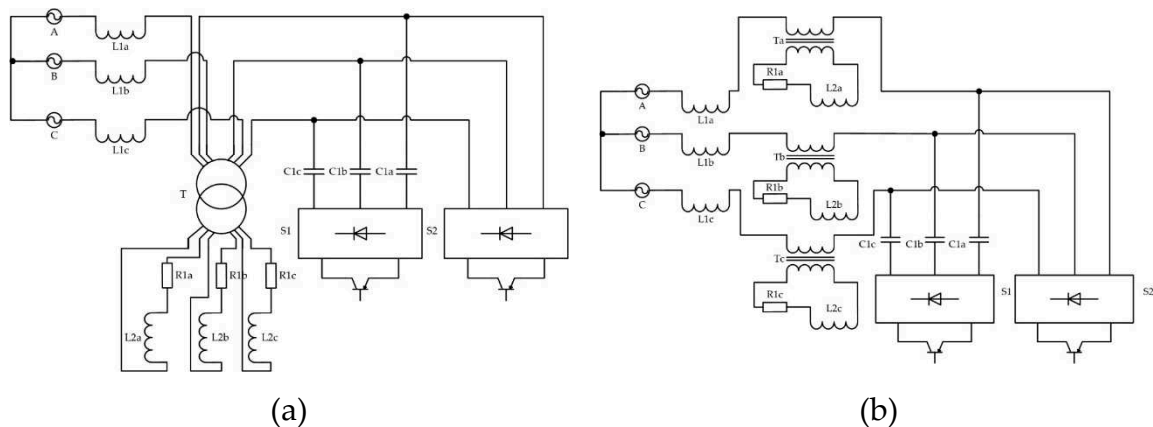 A
L1a
B
L1b
C
L1c
T
C1c C1b C1a
S1 S2
R1a R1b R1c
L2a L2b L2c
(a)
Ta
R1a
L2a
A
L1a
B
L1b
Tb
R1b
L2b
C
L1c
Tc
R1c
L2c
C1c C1b C1a
S1 S2
(b)